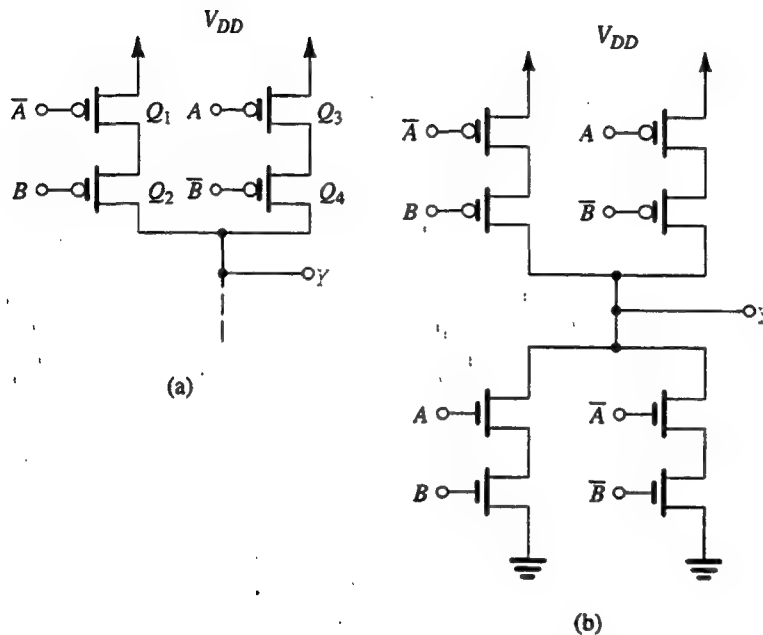 V_DD V_DD
A̅ Q₁ A Q₃
B Q₂ B̅ Q₄
Y
(a)
A̅ A
B B̅
A A̅
B B̅
(b)